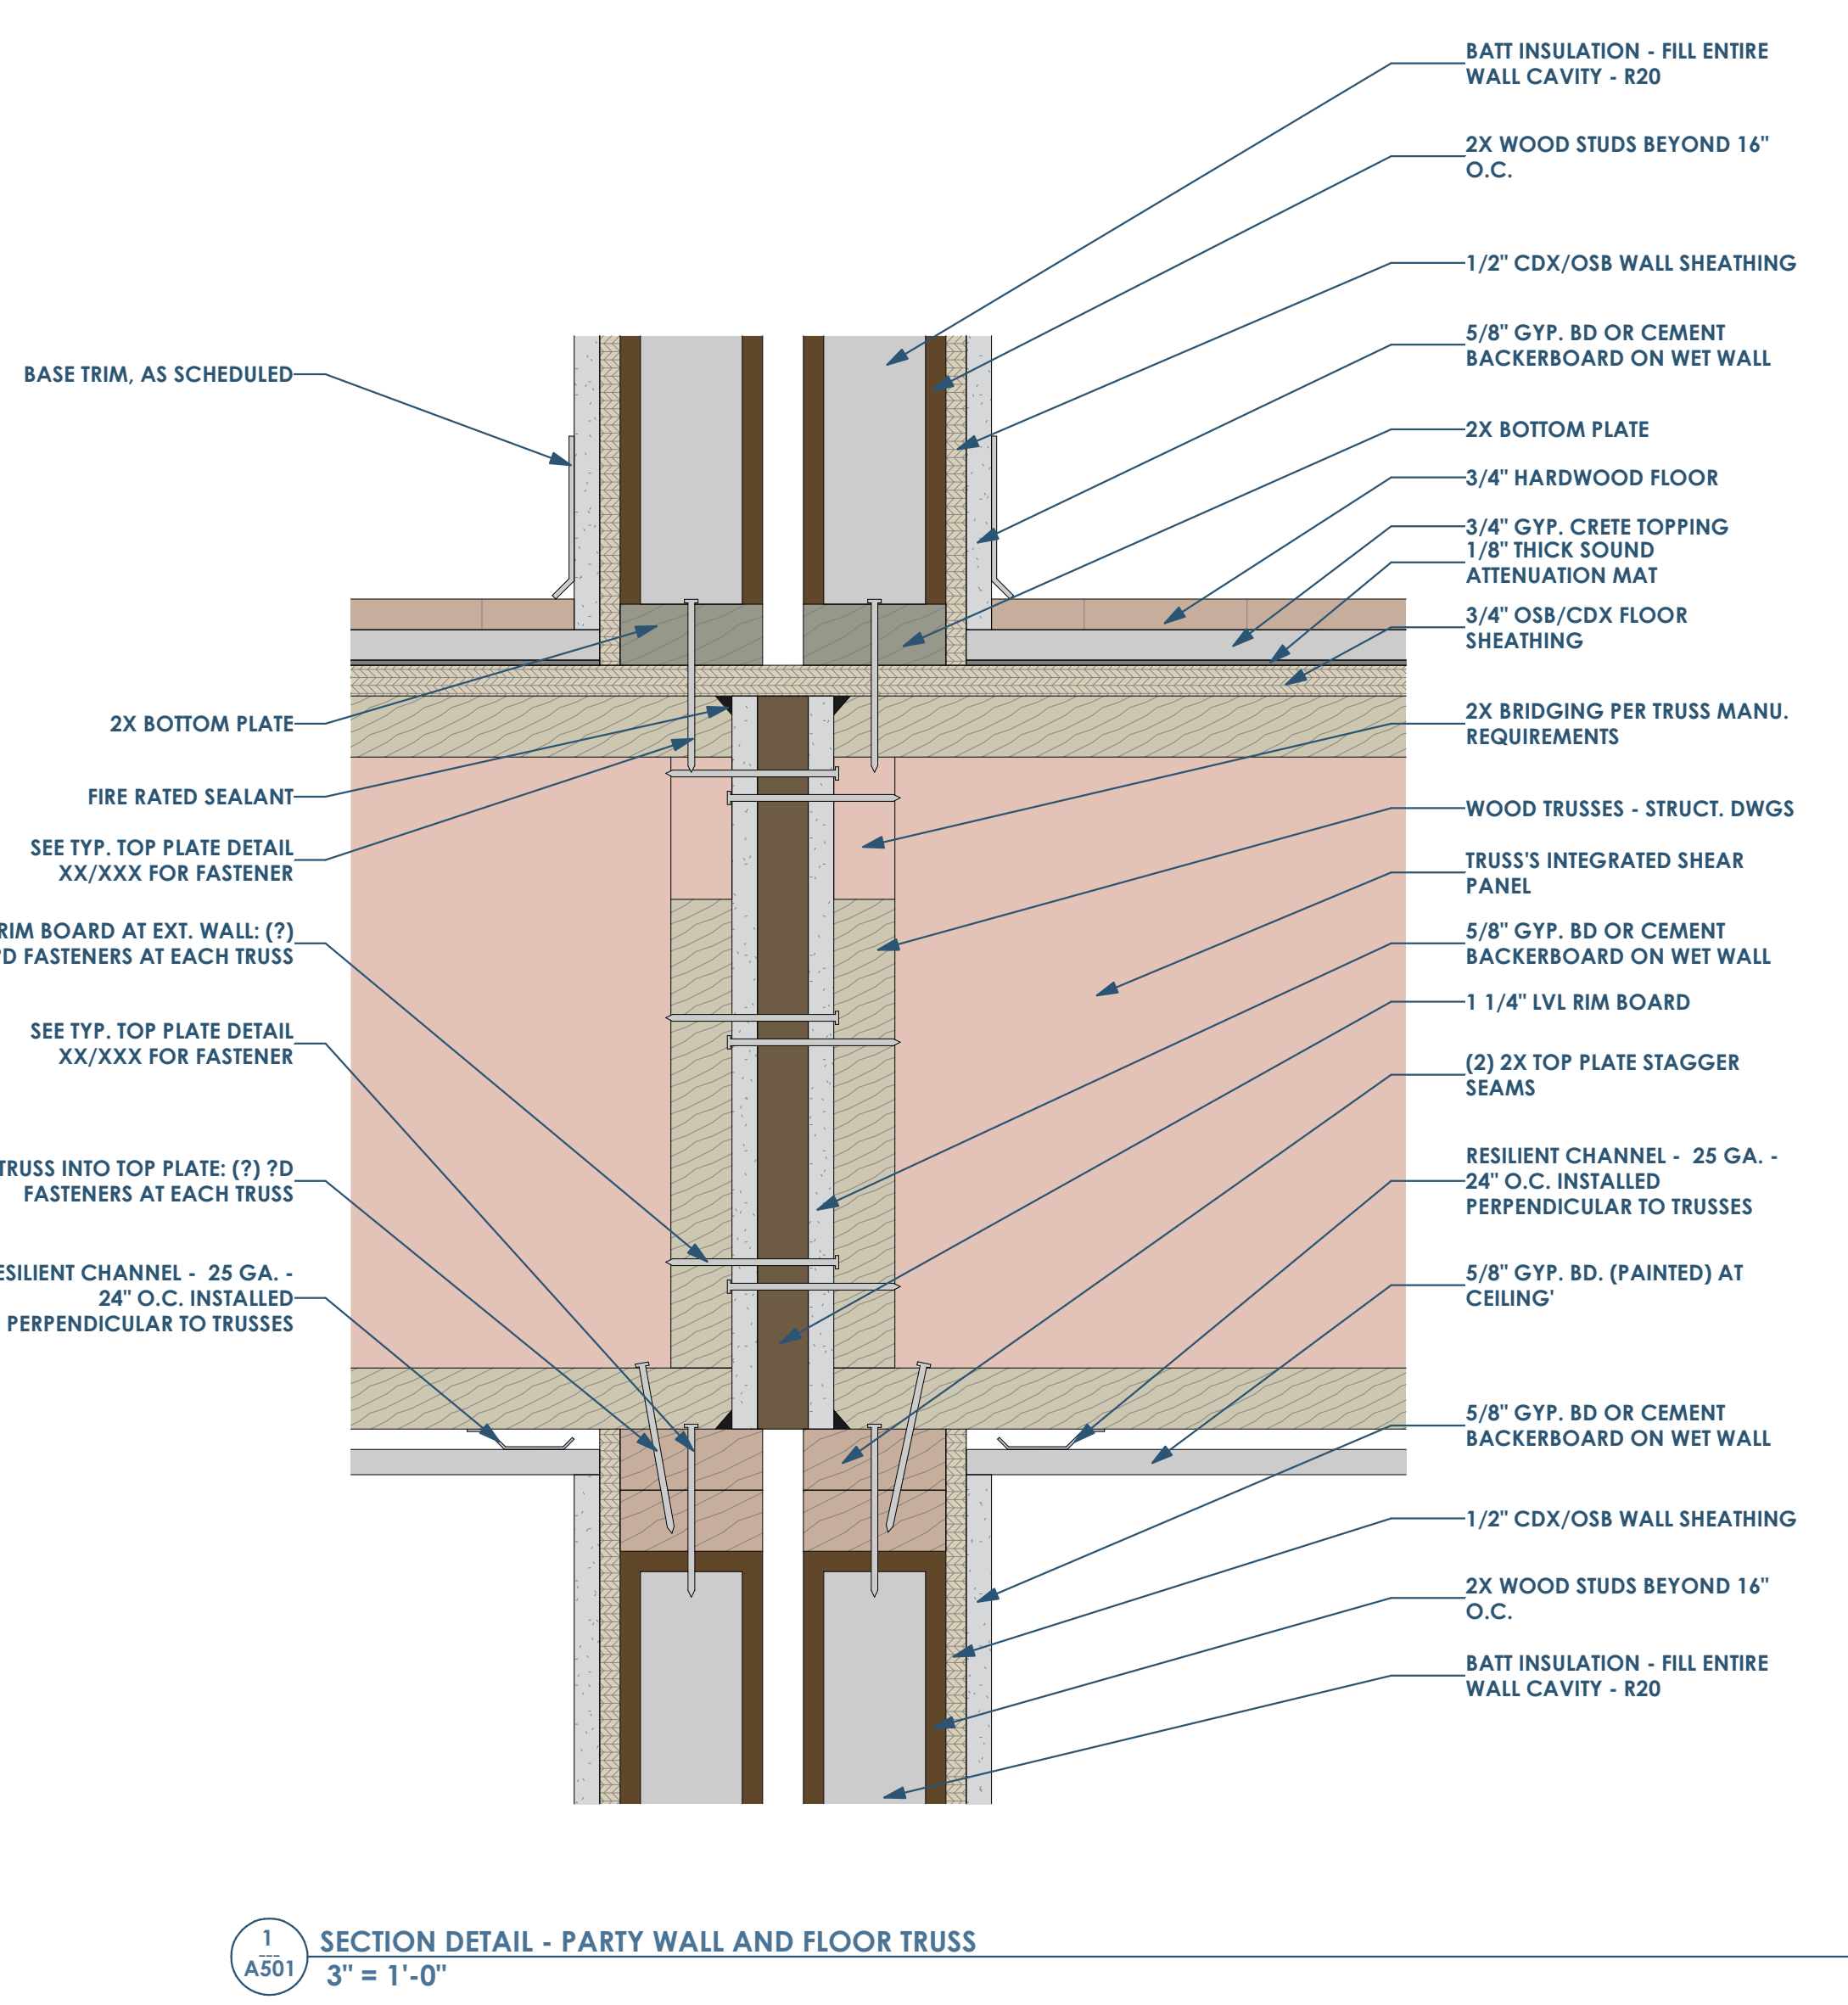 BATT INSULATION - FILL ENTIRE
WALL CAVITY - R20
2X WOOD STUDS BEYOND 16"
O.C.
1/2" CDX/OSB WALL SHEATHING
5/8" GYP. BD OR CEMENT
BACKERBOARD ON WET WALL
2X BOTTOM PLATE
3/4" HARDWOOD FLOOR
3/4" GYP. CRETE TOPPING
1/8" THICK SOUND
ATTENUATION MAT
3/4" OSB/CDX FLOOR
SHEATHING
2X BRIDGING PER TRUSS MANU.
REQUIREMENTS
WOOD TRUSSES - STRUCT. DWGS
TRUSS'S INTEGRATED SHEAR
PANEL
5/8" GYP. BD OR CEMENT
BACKERBOARD ON WET WALL
1 1/4" LVL RIM BOARD
(2) 2X TOP PLATE STAGGER
SEAMS
RESILIENT CHANNEL -  25 GA. -
24" O.C. INSTALLED
PERPENDICULAR TO TRUSSES
5/8" GYP. BD. (PAINTED) AT
CEILING'
5/8" GYP. BD OR CEMENT
BACKERBOARD ON WET WALL
1/2" CDX/OSB WALL SHEATHING
2X WOOD STUDS BEYOND 16"
O.C.
BATT INSULATION - FILL ENTIRE
WALL CAVITY - R20
BASE TRIM, AS SCHEDULED
2X BOTTOM PLATE
FIRE RATED SEALANT
SEE TYP. TOP PLATE DETAIL
XX/XXX FOR FASTENER
RIM BOARD AT EXT. WALL: (?)
?D FASTENERS AT EACH TRUSS
SEE TYP. TOP PLATE DETAIL
XX/XXX FOR FASTENER
TRUSS INTO TOP PLATE: (?) ?D
FASTENERS AT EACH TRUSS
ESILIENT CHANNEL -  25 GA. -
24" O.C. INSTALLED
PERPENDICULAR TO TRUSSES
1
---
A501
SECTION DETAIL - PARTY WALL AND FLOOR TRUSS
3" = 1'-0"